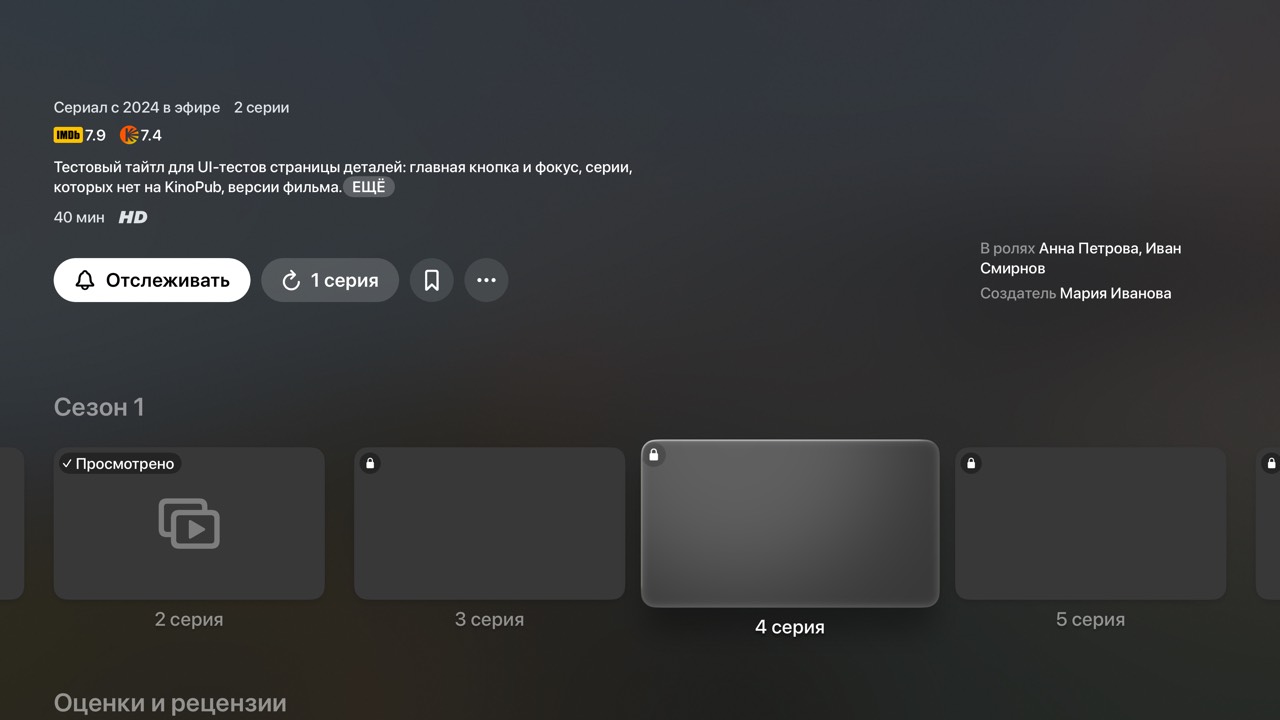 Сериал с 2024 в эфире 2 серии
IMDb 7.9 7.4
Тестовый тайтл для UI-тестов страницы деталей: главная кнопка и фокус, серии,
которых нет на KinoPub, версии фильма. ЕЩЁ
40 мин HD
В ролях Анна Петрова, Иван
Смирнов
Создатель Мария Иванова
Отслеживать 1 серия
Сезон 1
Просмотрено
2 серия 3 серия 4 серия 5 серия
Оценки и рецензии